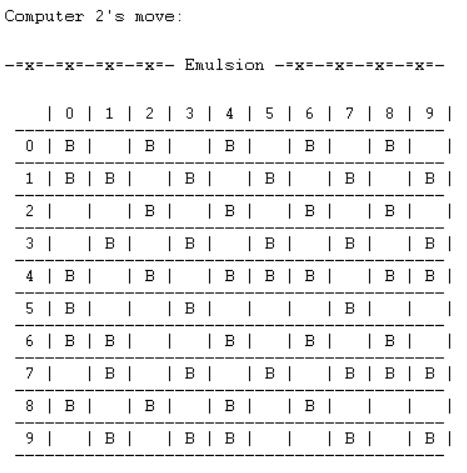 Computer 2's move:
-=x=-=x=-=x=-=x=- Emulsion -=x=-=x=-=x=-=x=-
| 0 | 1 | 2 | 3 | 4 | 5 | 6 | 7 | 8 | 9 |
0 | B |   | B |   | B |   | B |   | B |   |
1 | B | B |   | B |   | B |   | B |   | B |
2 |   |   | B |   | B |   | B |   | B |   |
3 |   | B |   | B |   | B |   | B |   | B |
4 | B |   | B |   | B | B | B |   | B | B |
5 | B |   |   | B |   |   |   | B |   |   |
6 | B | B |   |   | B |   | B |   | B |   |
7 |   | B |   | B |   | B |   | B | B | B |
8 | B |   | B |   | B |   | B |   |   |   |
9 |   | B |   | B | B |   |   | B |   | B |